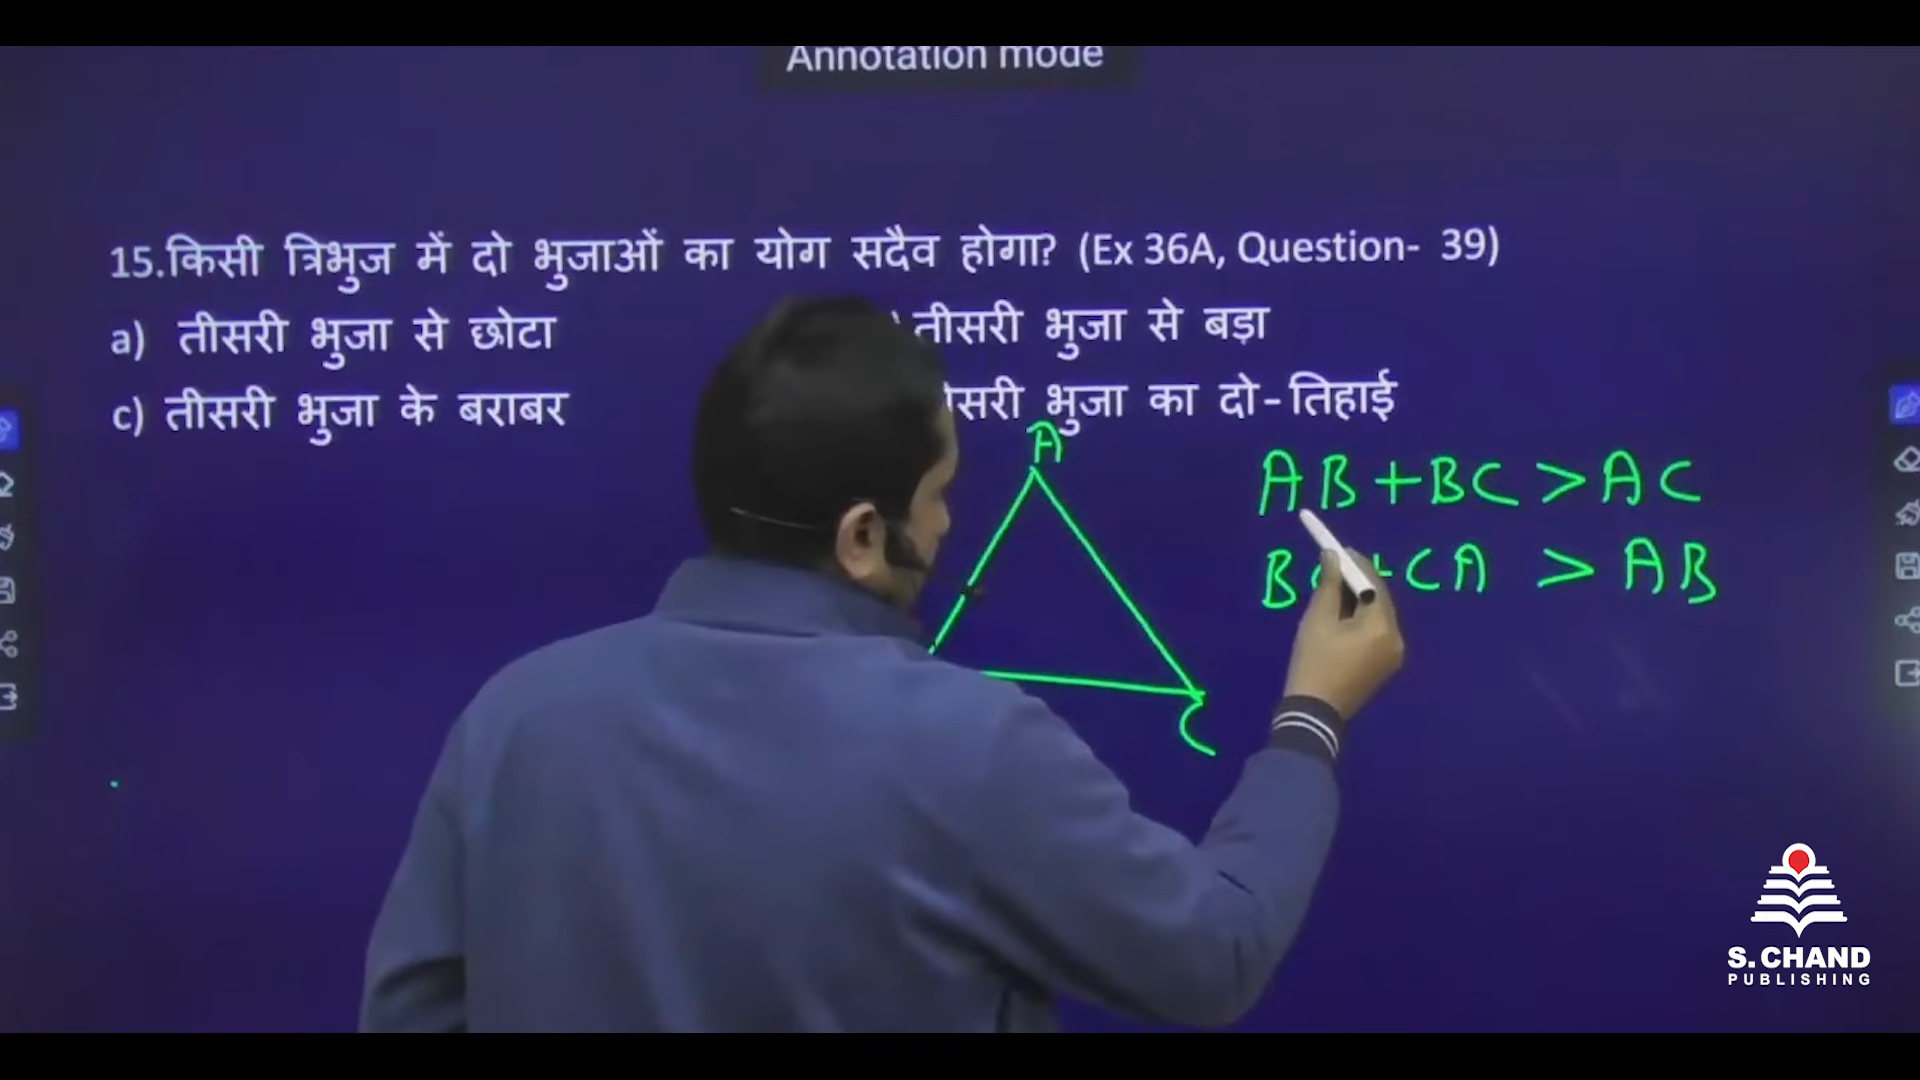 Annotation mode
15.किसी त्रिभुज में दो भुजाओं का योग सदैव होगा? (Ex 36A, Question- 39)
a) तीसरी भुजा से छोटा
तीसरी भुजा से बड़ा
c) तीसरी भुजा के बराबर
भुजा का दो-तिहाई
A
AB+BC>AC
CA > AB
C
S. CHAND
PUBLISHING